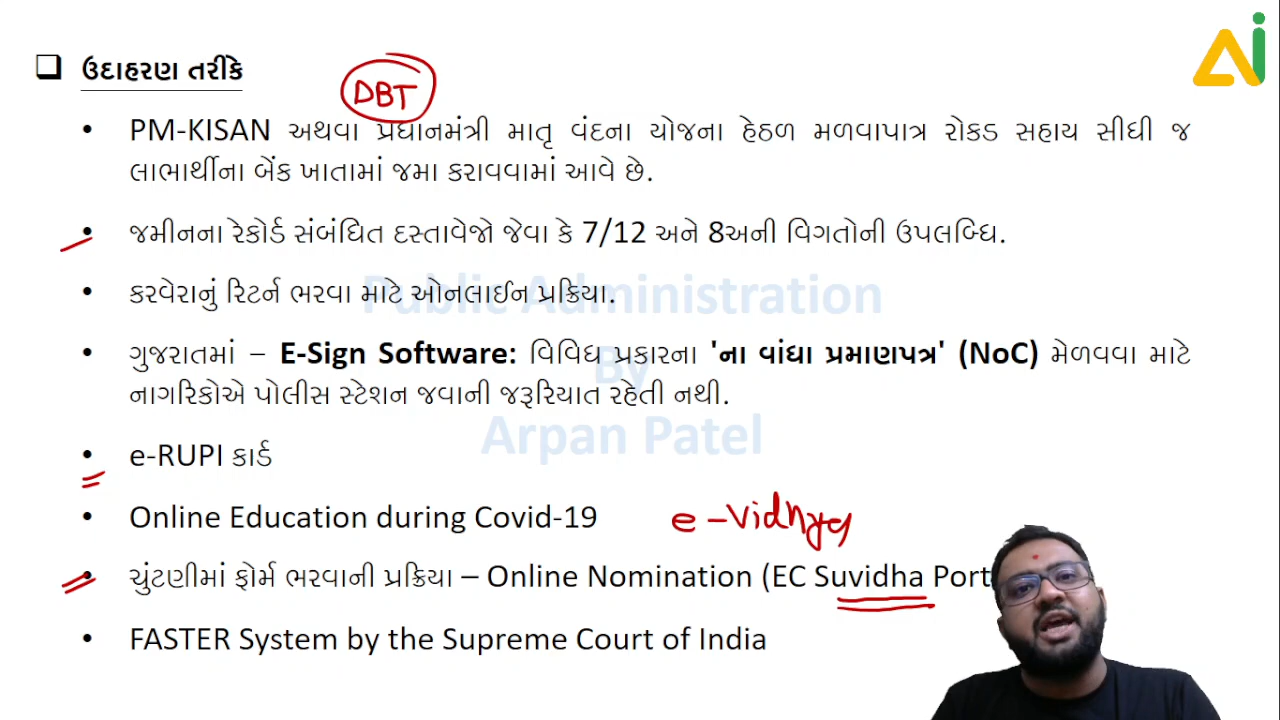 Ai
❑ ઉદાહરણ તરીકે
DBT
• PM-KISAN અથવા પ્રધાનમંત્રી માતૃ વંદના યોજના હેઠળ મળવાપાત્ર રોકડ સહાય સીધી જ
લાભાર્થીના બેંક ખાતામાં જમા કરાવવામાં આવે છે.
• જમીનના રેકોર્ડ સંબંધિત દસ્તાવેજો જેવા કે 7/12 અને 8અની વિગતોની ઉપલબ્ધિ.
• કરવેરાનું રિટર્ન ભરવા માટે ઓનલાઈન પ્રક્રિયા.
Public Administration
• ગુજરાતમાં – E-Sign Software: વિવિધ પ્રકારના 'ના વાંધા પ્રમાણપત્ર' (NoC) મેળવવા માટે
By
નાગરિકોએ પોલીસ સ્ટેશન જવાની જરૂરિયાત રહેતી નથી.
Arpan Patel
• e-RUPI કાર્ડ
• Online Education during Covid-19
e-Vidhya
• ચુંટણીમાં ફોર્મ ભરવાની પ્રક્રિયા – Online Nomination (EC Suvidha Port
• FASTER System by the Supreme Court of India